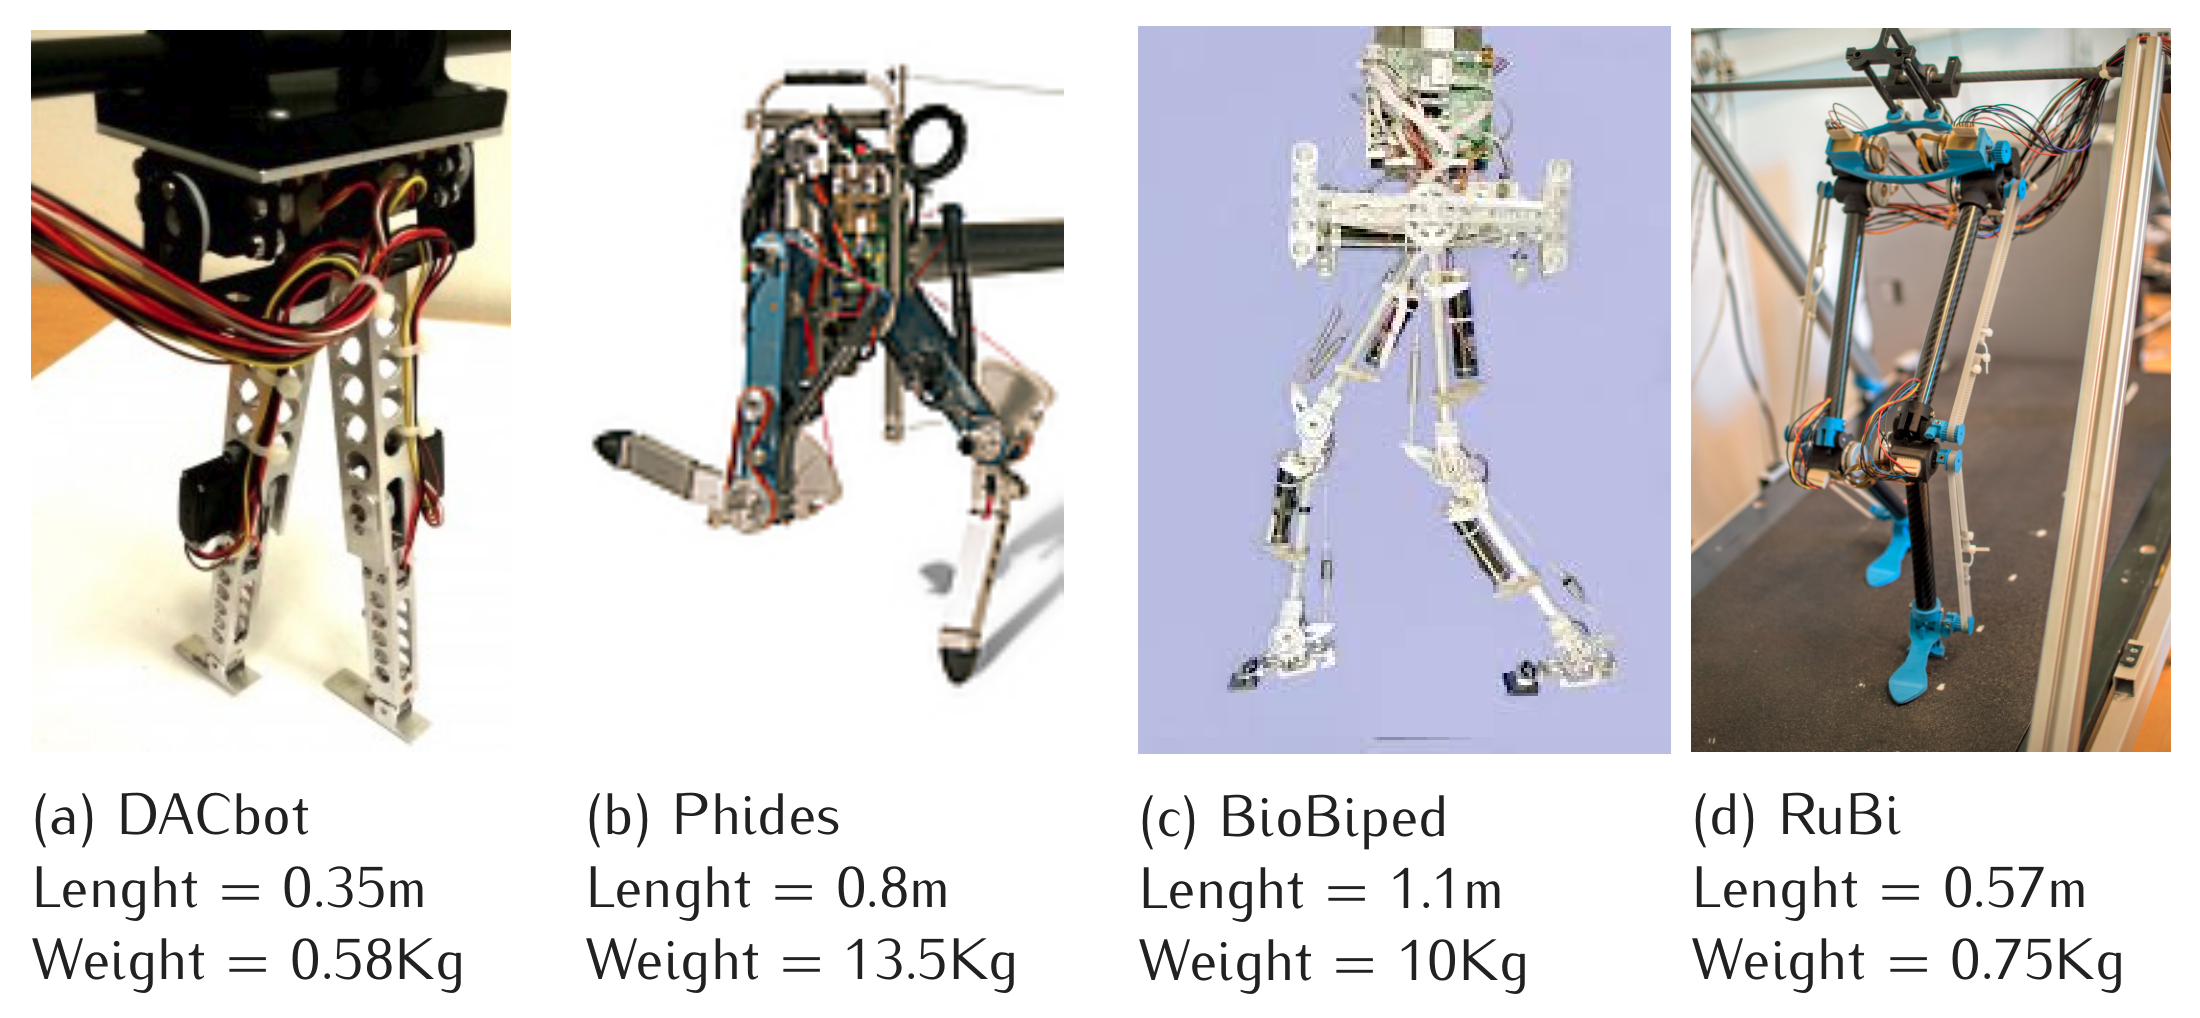 (a) DACbot
Lenght = 0.35m
Weight = 0.58Kg
(b) Phides
Lenght = 0.8m
Weight = 13.5Kg
(c) BioBiped
Lenght = 1.1m
Weight = 10Kg
(d) RuBi
Lenght = 0.57m
Weight = 0.75Kg